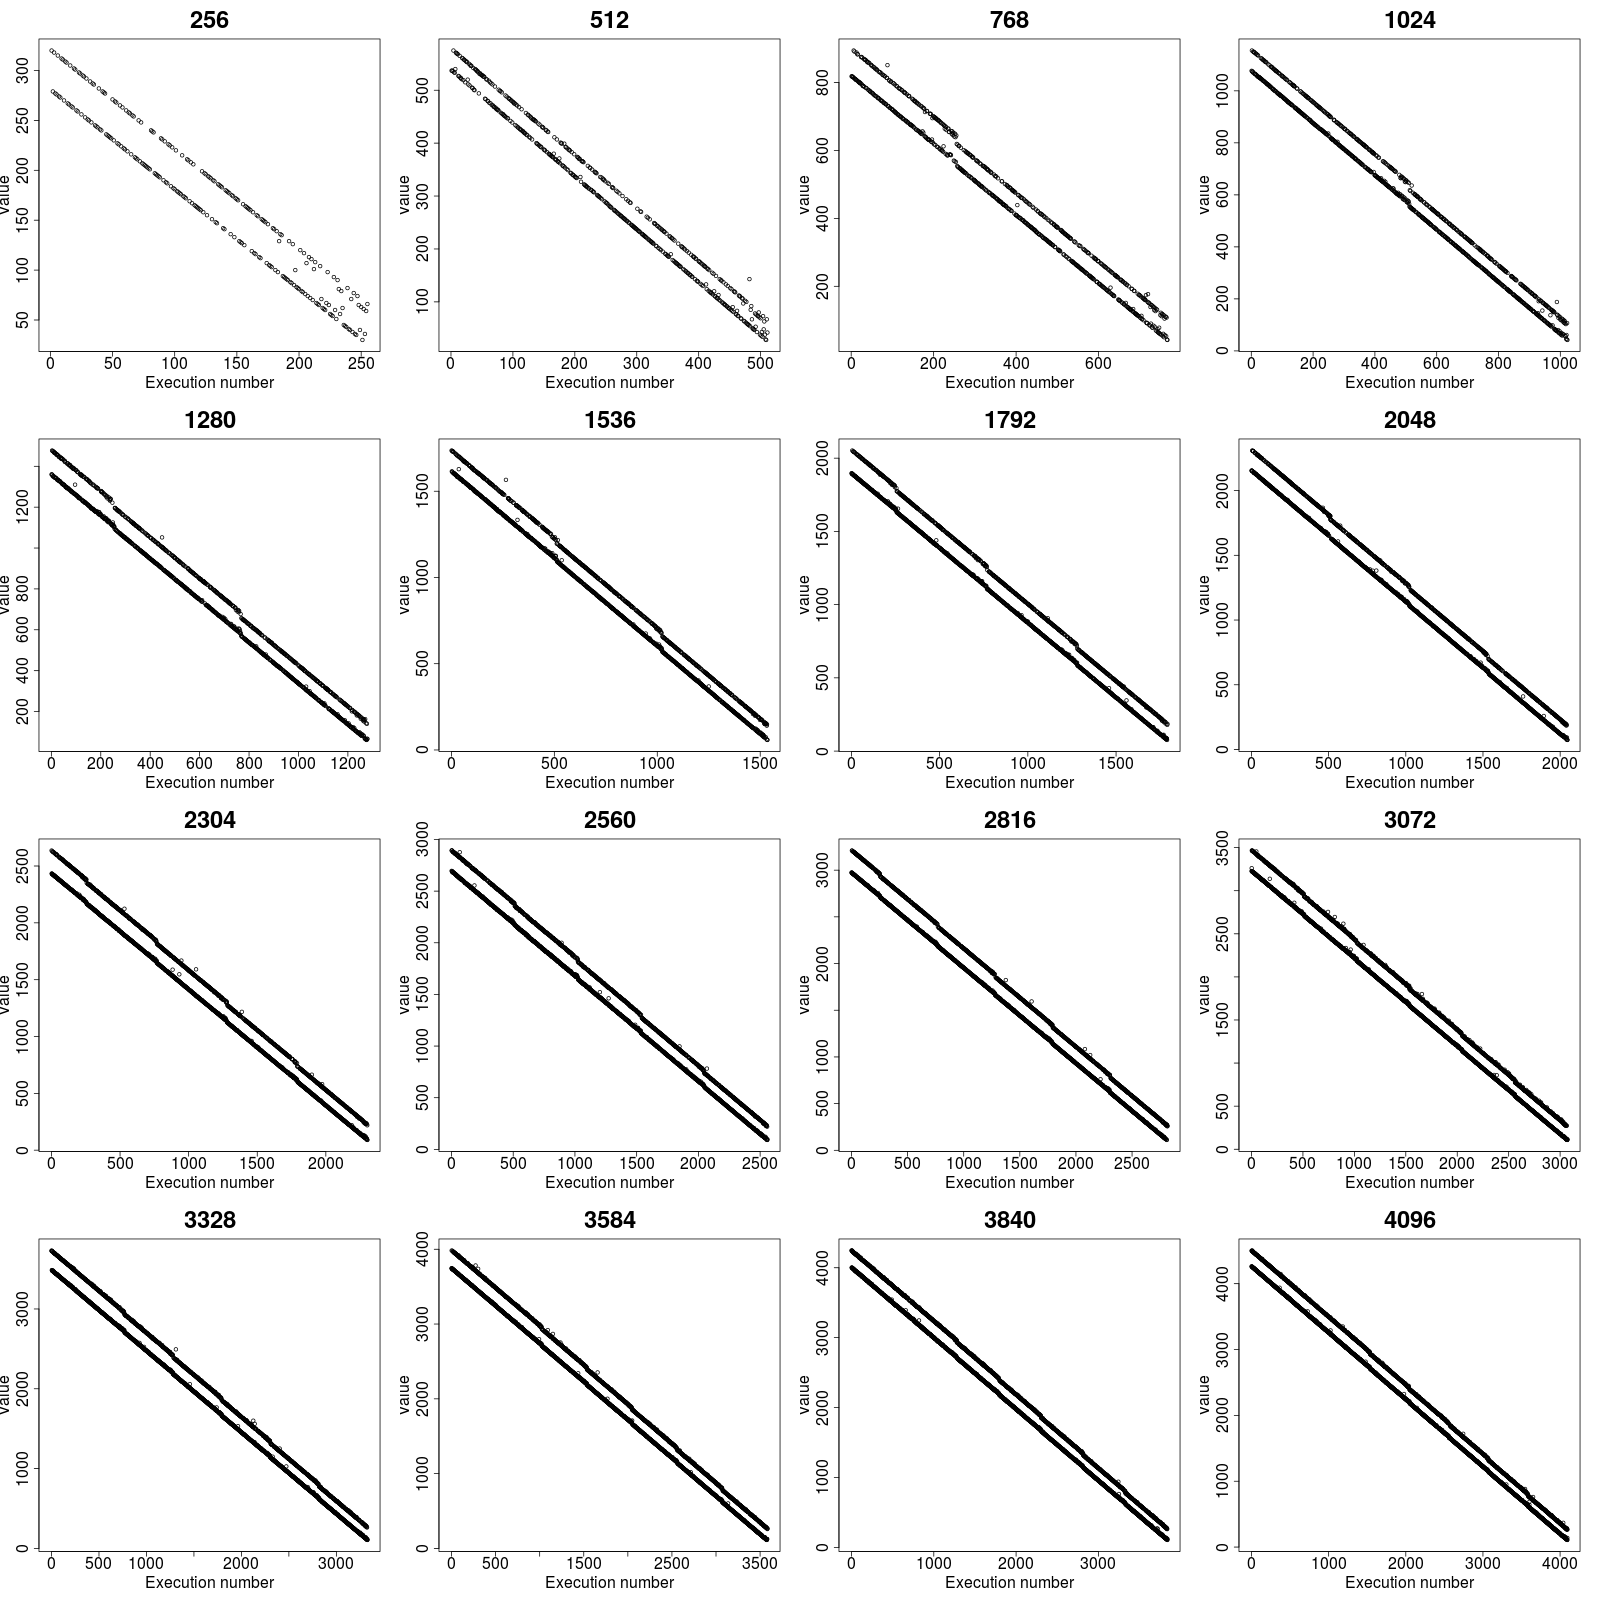 256
value
50 100 150 200 250 300
0 50 100 150 200 250
Execution number
512
value
100 200 300 400 500
0 100 200 300 400 500
Execution number
768
value
200 400 600 800
0 200 400 600
Execution number
1024
value
0 200 400 600 800 1000
0 200 400 600 800 1000
Execution number
1280
value
200 400 600 800 1200
0 200 400 600 800 1000 1200
Execution number
1536
value
0 500 1000 1500
0 500 1000 1500
Execution number
1792
value
0 500 1000 1500 2000
0 500 1000 1500
Execution number
2048
value
0 500 1000 1500 2000
0 500 1000 1500 2000
Execution number
2304
value
0 500 1000 1500 2000 2500
0 500 1000 1500 2000
Execution number
2560
value
0 500 1000 1500 2000 2500 3000
0 500 1000 1500 2000 2500
Execution number
2816
value
0 500 1000 2000 3000
0 500 1000 1500 2000 2500
Execution number
3072
value
0 500 1500 2500 3500
0 500 1000 1500 2000 2500 3000
Execution number
3328
value
0 1000 2000 3000
0 500 1000 2000 3000
Execution number
3584
value
0 1000 2000 3000 4000
0 500 1500 2500 3500
Execution number
3840
value
0 1000 2000 3000 4000
0 1000 2000 3000
Execution number
4096
value
0 1000 2000 3000 4000
0 1000 2000 3000 4000
Execution number